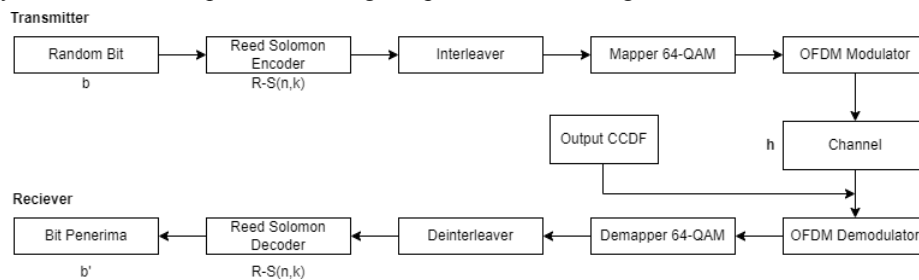 Transmitter
Random Bit
b
Reed Solomon
Encoder
R-S(n,k)
Interleaver
Mapper 64-QAM
OFDM Modulator
Output CCDF
h
Channel
Reciever
Bit Penerima
b'
Reed Solomon
Decoder
R-S(n,k)
Deinterleaver
Demapper 64-QAM
OFDM Demodulator